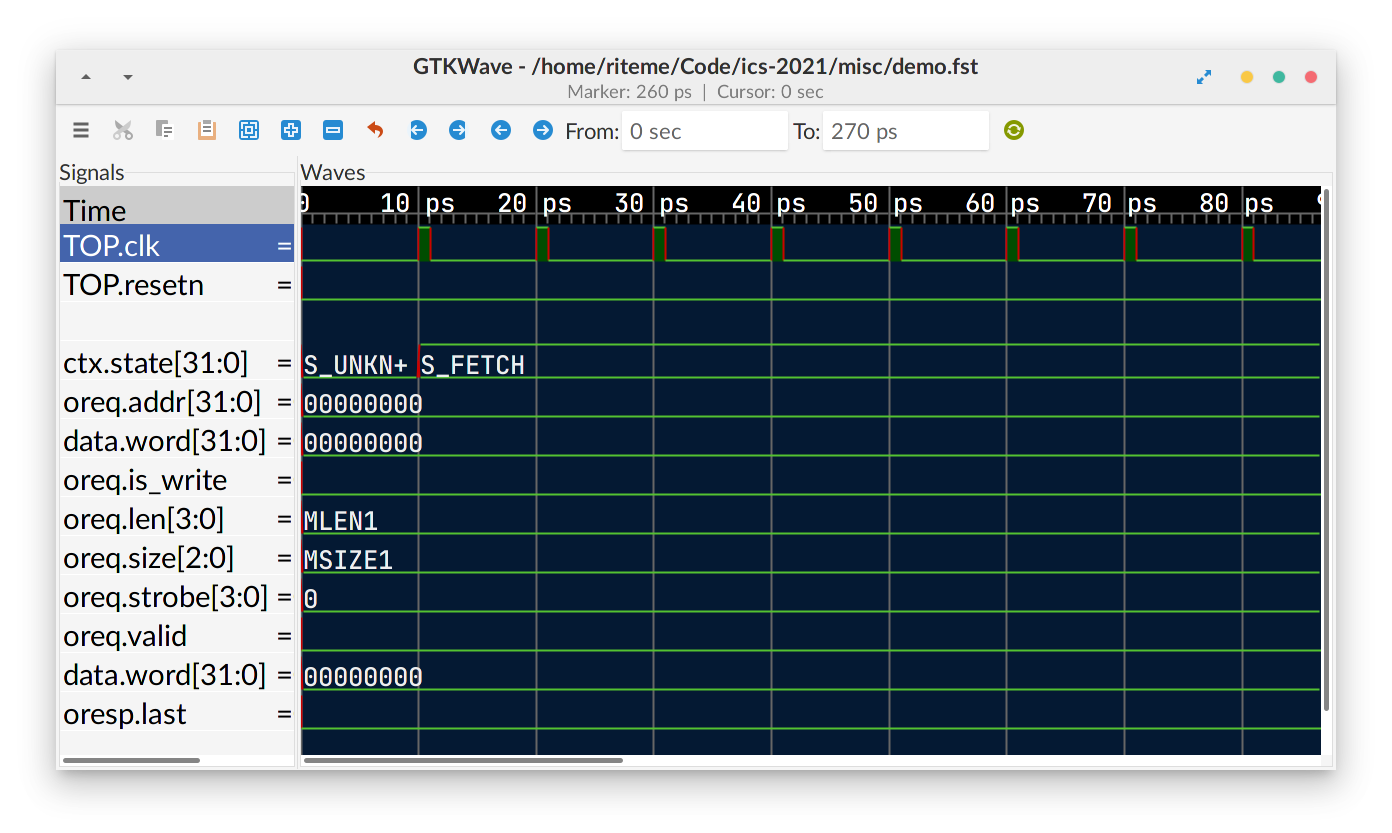 GTKWave - /home/riteme/Code/ics-2021/misc/demo.fst
Marker: 260 ps | Cursor: 0 sec
From: 0 sec To: 270 ps
Signals Waves
Time 0 10 ps 20 ps 30 ps 40 ps 50 ps 60 ps 70 ps 80 ps
TOP.clk =
TOP.resetn =
ctx.state[31:0] = S_UNKN+ S_FETCH
oreq.addr[31:0] = 00000000
data.word[31:0] = 00000000
oreq.is_write =
oreq.len[3:0] = MLEN1
oreq.size[2:0] = MSIZE1
oreq.strobe[3:0] = 0
oreq.valid =
data.word[31:0] = 00000000
oresp.last =